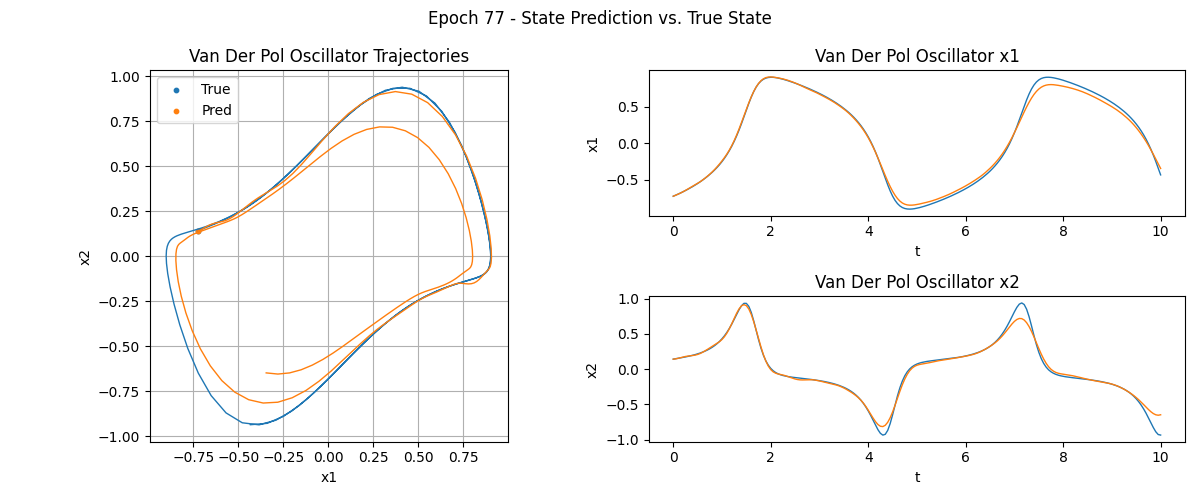 Epoch 77 - State Prediction vs. True State
Van Der Pol Oscillator Trajectories
True
Pred
1.00
0.75
0.50
0.25
0.00
−0.25
−0.50
−0.75
−1.00
x2
−0.75 −0.50 −0.25 0.00 0.25 0.50 0.75
x1
Van Der Pol Oscillator x1
0.5
0.0
−0.5
x1
0 2 4 6 8 10
t
Van Der Pol Oscillator x2
1.0
0.5
0.0
−0.5
−1.0
x2
0 2 4 6 8 10
t